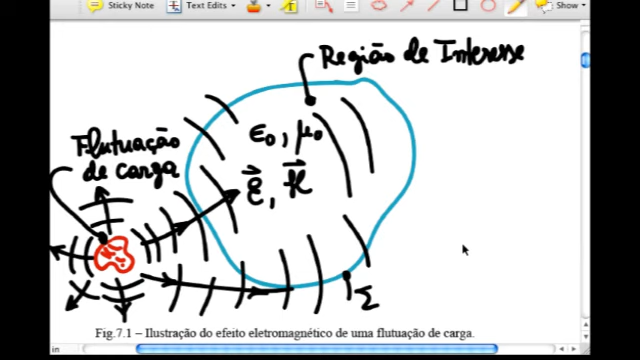 Sticky Note
Text Edits
Show
Região de Interesse
Flutuação
de carga
ϵ₀, μ₀
Σ
Fig.7.1 – Ilustração do efeito eletromagnético de uma flutuação de carga.
in